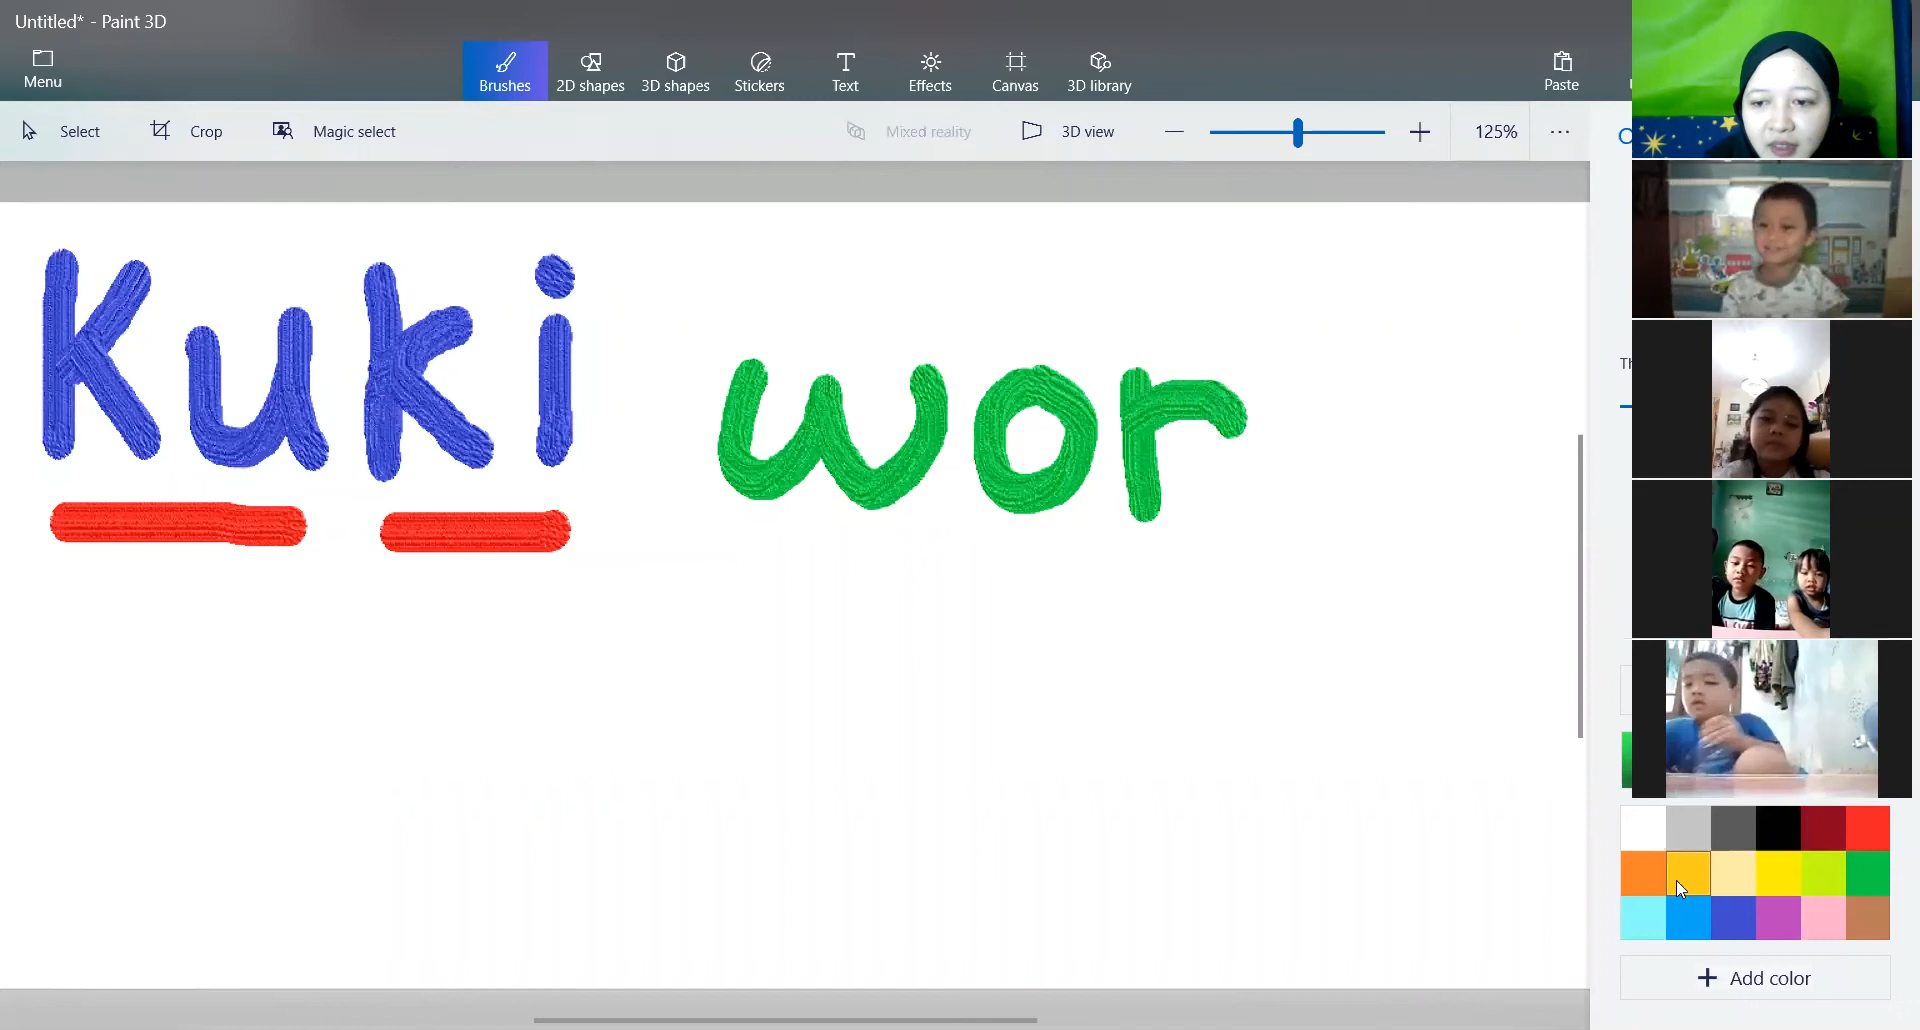 Untitled* - Paint 3D
Menu
Brushes 2D shapes 3D shapes Stickers Text Effects Canvas 3D library Paste
Select Crop Magic select Mixed reality 3D view 125%
Kuki wor
Add color